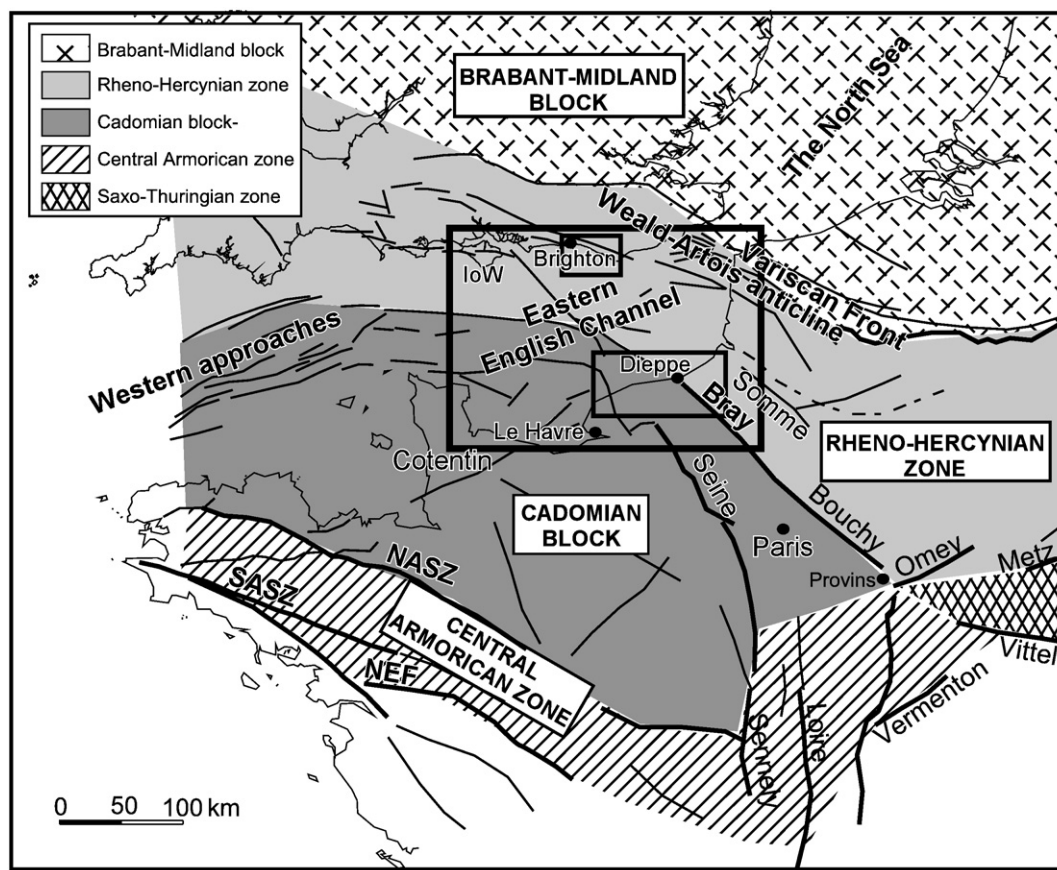 Brabant-Midland block
Rheno-Hercynian zone
Cadomian block-
Central Armorican zone
Saxo-Thuringian zone
BRABANT-MIDLAND
BLOCK
The North Sea
Weald-Artois anticline
Variscan Front
Brighton
IoW
Eastern
English Channel
Western approaches
Dieppe
Bray
Somme
Le Havre
Cotentin
RHENO-HERCYNIAN
ZONE
Seine
CADOMIAN
BLOCK
Bouchy
Paris
Omey
Metz
Provins
NASZ
SASZ
CENTRAL
ARMORICAN ZONE
NEF
Vittel
Vermenton
Loire
Sennely
0 50 100 km